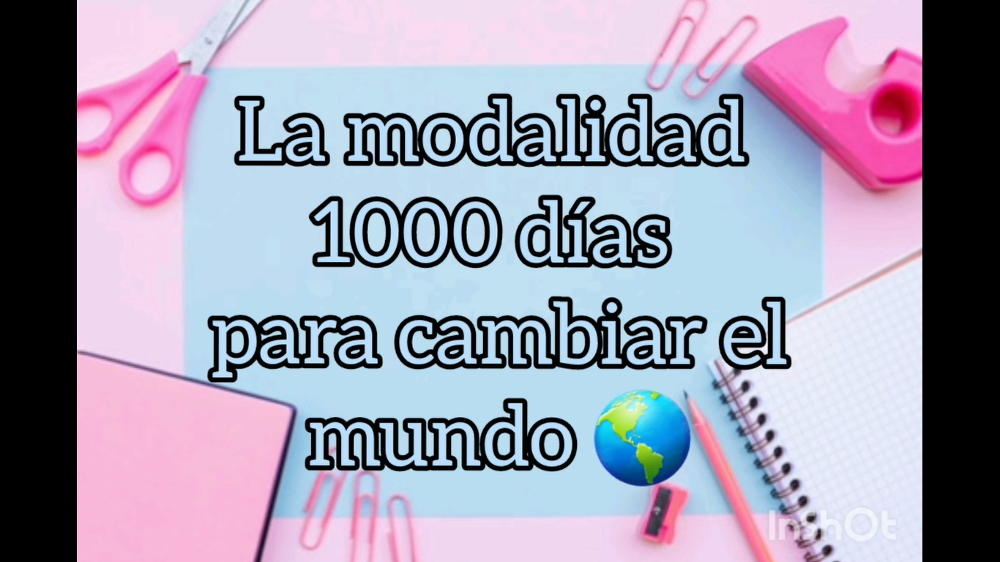 La modalidad
1000 días
para cambiar el
mundo 🌎
InshOt